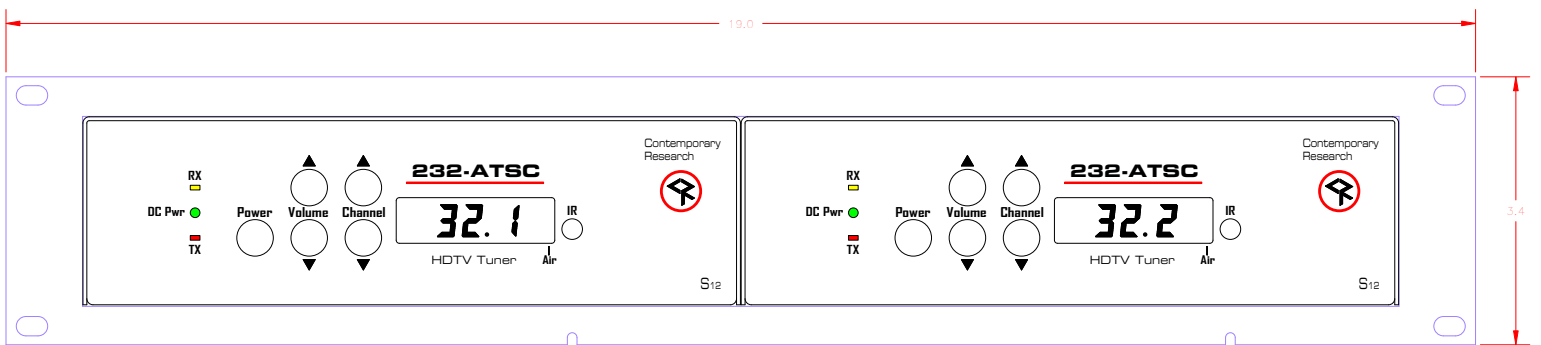 19.0
3.4
Contemporary
Research
232-ATSC
RX
DC Pwr
TX
Power
Volume
Channel
32.1
IR
HDTV Tuner
Air
S12
Contemporary
Research
232-ATSC
RX
DC Pwr
TX
Power
Volume
Channel
32.2
IR
HDTV Tuner
Air
S12